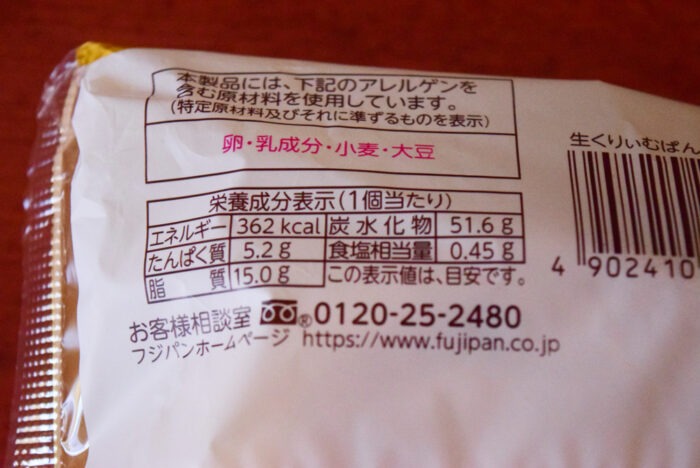 本製品には、下記のアレルゲンを
含む原材料を使用しています。
(特定原材料及びそれに準ずるものを表示)
卵・乳成分・小麦・大豆
栄養成分表示(1個当たり)
エネルギー 362 kcal 炭水化物 51.6 g
たんぱく質 5.2 g 食塩相当量 0.45 g
脂質 15.0 g この表示値は、目安です。
お客様相談室 ® 0120-25-2480
フジパンホームページ https://www.fujipan.co.jp
生くりぃむぱん
4 902410